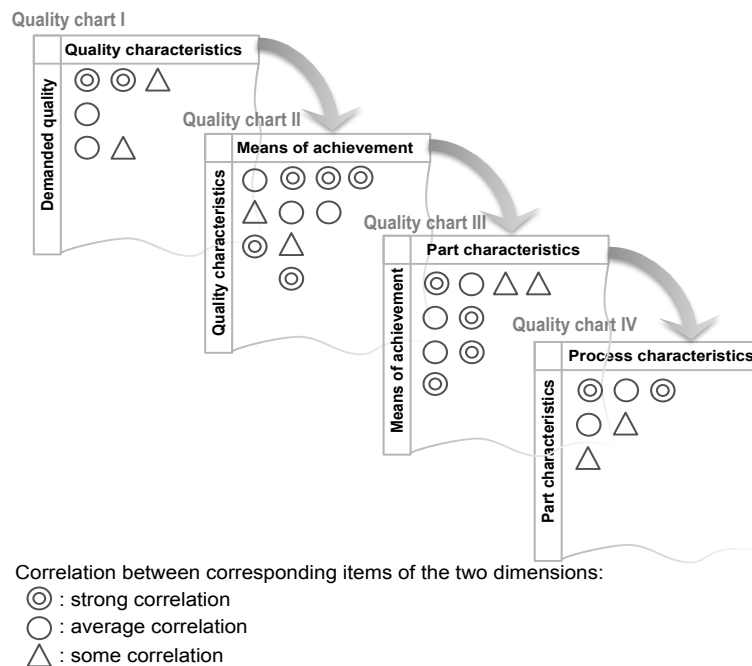 Quality chart I
Quality characteristics
Demanded quality
Quality chart II
Means of achievement
Quality characteristics
Quality chart III
Part characteristics
Means of achievement
Quality chart IV
Process characteristics
Part characteristics
Correlation between corresponding items of the two dimensions:
: strong correlation
: average correlation
: some correlation